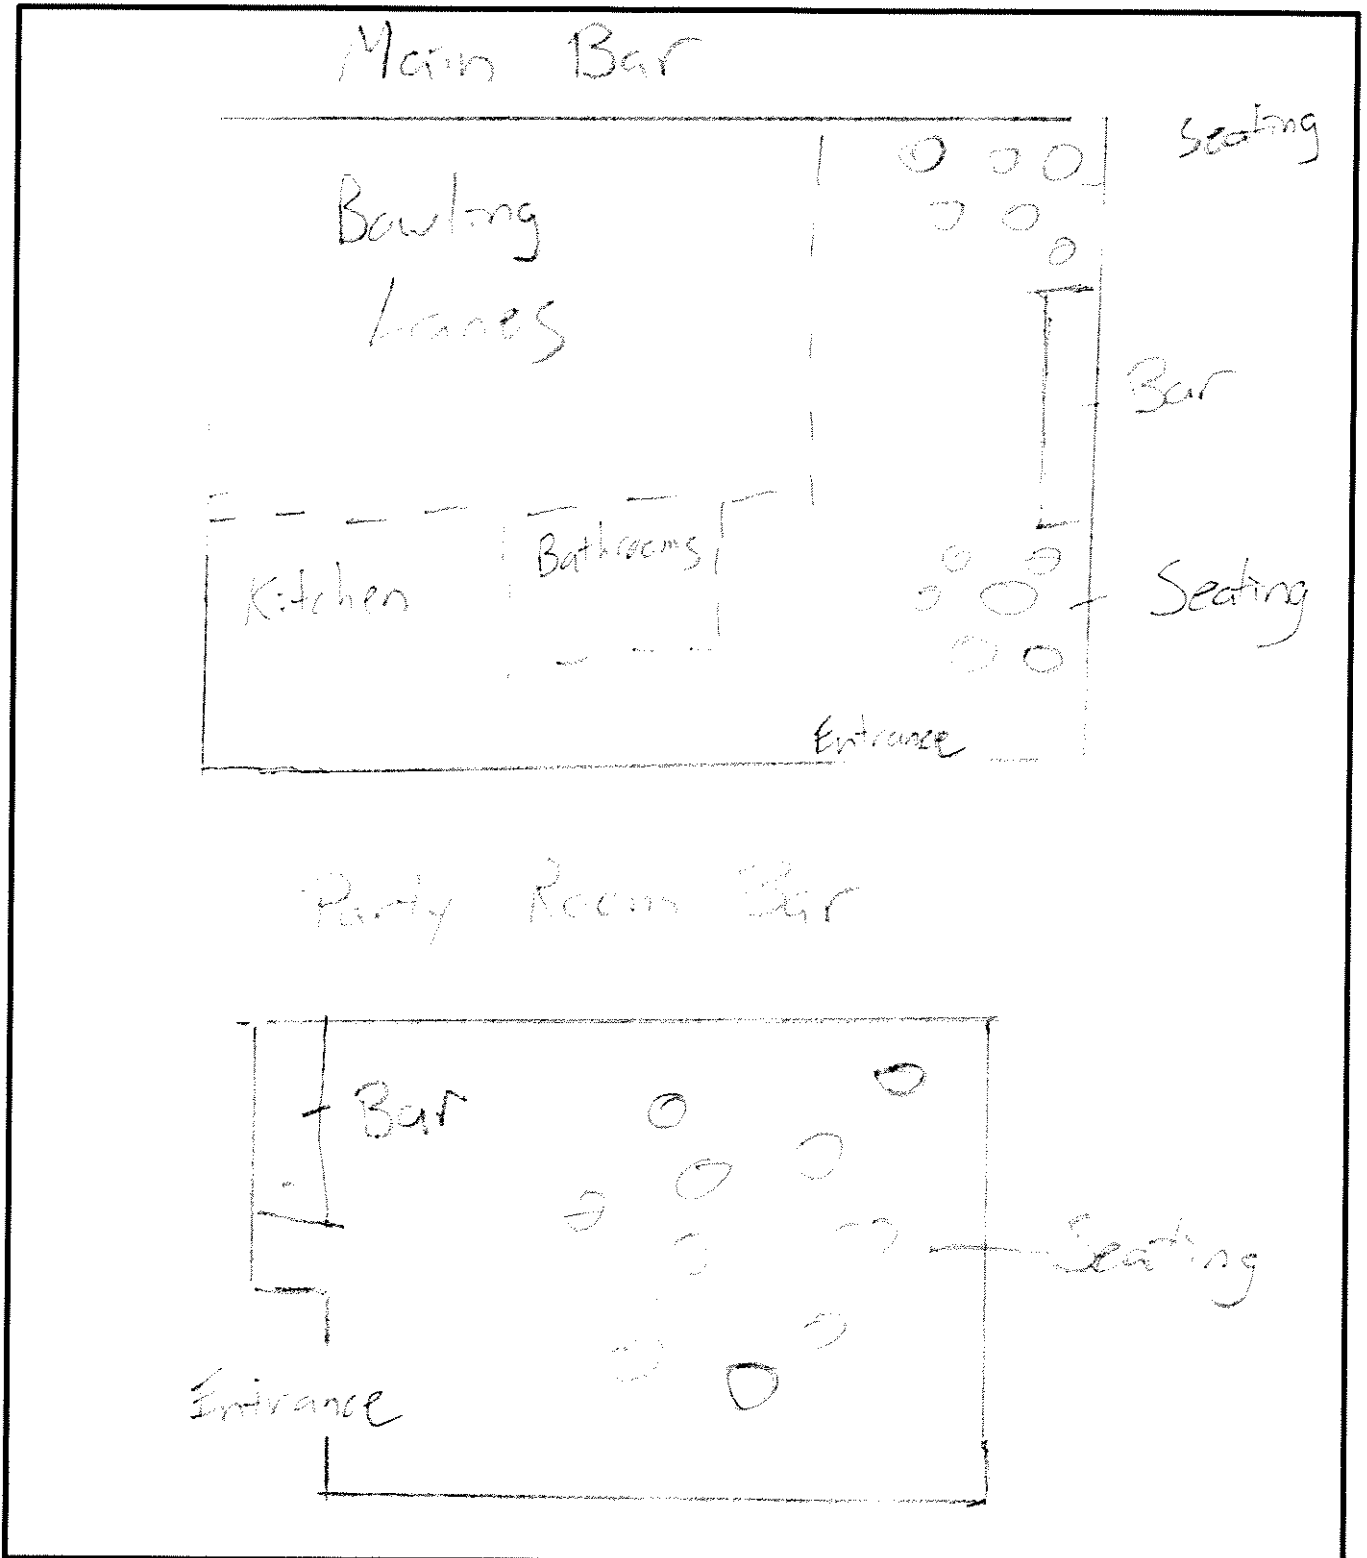 Main Bar
Seating
Bowling
Lanes
Bar
Bathrooms
Kitchen
Seating
Entrance
Party Room Bar
Bar
Seating
Entrance